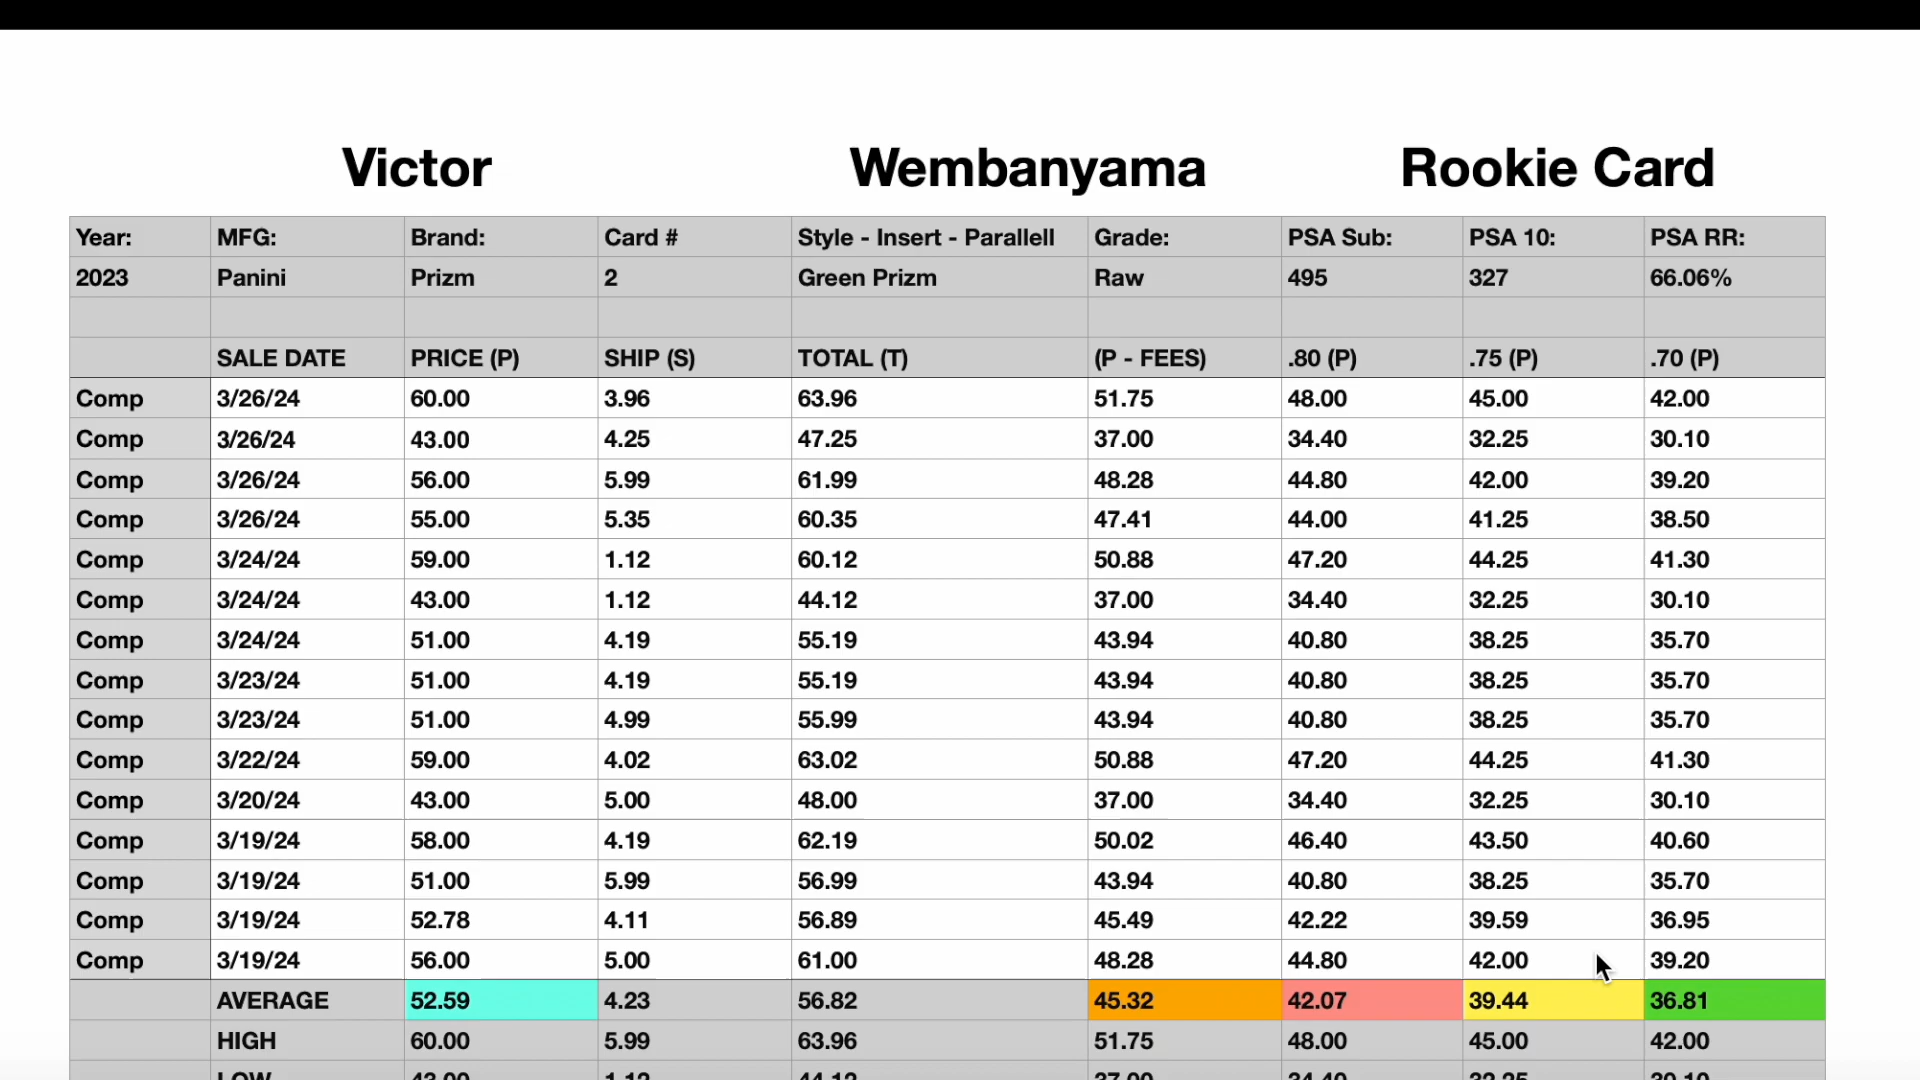 Victor Wembanyama Rookie Card
Year: MFG: Brand: Card # Style - Insert - Parallell Grade: PSA Sub: PSA 10: PSA RR:
2023 Panini Prizm 2 Green Prizm Raw 495 327 66.06%
SALE DATE PRICE (P) SHIP (S) TOTAL (T) (P - FEES) .80 (P) .75 (P) .70 (P)
Comp 3/26/24 60.00 3.96 63.96 51.75 48.00 45.00 42.00
Comp 3/26/24 43.00 4.25 47.25 37.00 34.40 32.25 30.10
Comp 3/26/24 56.00 5.99 61.99 48.28 44.80 42.00 39.20
Comp 3/26/24 55.00 5.35 60.35 47.41 44.00 41.25 38.50
Comp 3/24/24 59.00 1.12 60.12 50.88 47.20 44.25 41.30
Comp 3/24/24 43.00 1.12 44.12 37.00 34.40 32.25 30.10
Comp 3/24/24 51.00 4.19 55.19 43.94 40.80 38.25 35.70
Comp 3/23/24 51.00 4.19 55.19 43.94 40.80 38.25 35.70
Comp 3/23/24 51.00 4.99 55.99 43.94 40.80 38.25 35.70
Comp 3/22/24 59.00 4.02 63.02 50.88 47.20 44.25 41.30
Comp 3/20/24 43.00 5.00 48.00 37.00 34.40 32.25 30.10
Comp 3/19/24 58.00 4.19 62.19 50.02 46.40 43.50 40.60
Comp 3/19/24 51.00 5.99 56.99 43.94 40.80 38.25 35.70
Comp 3/19/24 52.78 4.11 56.89 45.49 42.22 39.59 36.95
Comp 3/19/24 56.00 5.00 61.00 48.28 44.80 42.00 39.20
AVERAGE 52.59 4.23 56.82 45.32 42.07 39.44 36.81
HIGH 60.00 5.99 63.96 51.75 48.00 45.00 42.00
LOW 43.00 1.12 44.12 37.00 34.40 32.25 30.10